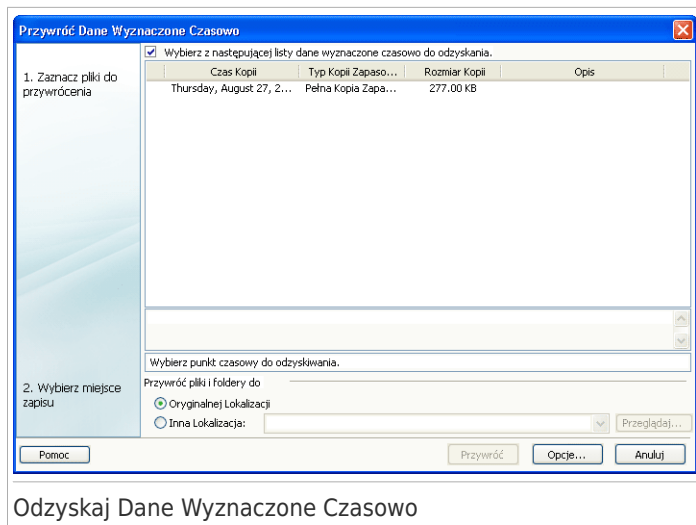 Przywróć Dane Wyznaczone Czasowo
Wybierz z następującej listy dane wyznaczone czasowo do odzyskania.
1. Zaznacz pliki do
przywrócenia
Czas Kopii Typ Kopii Zapaso... Rozmiar Kopii Opis
Thursday, August 27, 2... Pełna Kopia Zapa... 277.00 KB
Wybierz punkt czasowy do odzyskiwania.
2. Wybierz miejsce
zapisu
Przywróć pliki i foldery do
Oryginalnej Lokalizacji
Inna Lokalizacja: Przeglądaj...
Pomoc Przywróć Opcje... Anuluj
Odzyskaj Dane Wyznaczone Czasowo